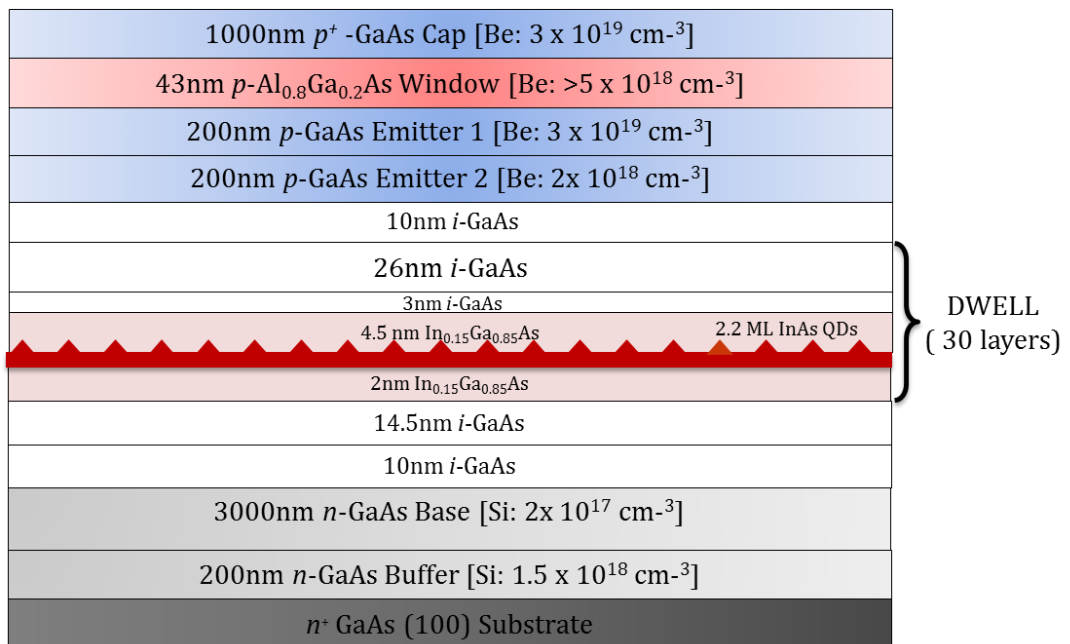 1000nm p⁺ -GaAs Cap [Be: 3 x 10¹⁹ cm-³]
43nm p-Al₀.₈Ga₀.₂As Window [Be: >5 x 10¹⁸ cm-³]
200nm p-GaAs Emitter 1 [Be: 3 x 10¹⁹ cm-³]
200nm p-GaAs Emitter 2 [Be: 2x 10¹⁸ cm-³]
10nm i-GaAs
26nm i-GaAs
3nm i-GaAs
4.5 nm In₀.₁₅Ga₀.₈₅As
2.2 ML InAs QDs
2nm In₀.₁₅Ga₀.₈₅As
DWELL
( 30 layers)
14.5nm i-GaAs
10nm i-GaAs
3000nm n-GaAs Base [Si: 2x 10¹⁷ cm-³]
200nm n-GaAs Buffer [Si: 1.5 x 10¹⁸ cm-³]
n⁺ GaAs (100) Substrate